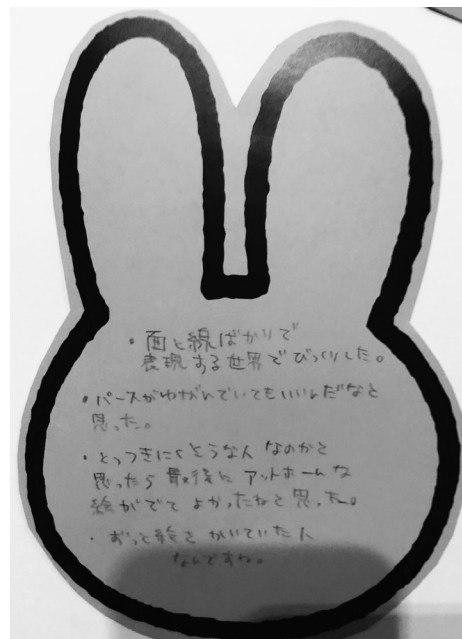 ・面と線ばかりで
表現する世界でびっくりした。
・パースがゆがんでいてもいいんだなと
思った。
・とっつきにくそうな人なのかと
思ったら最後にアットホームな
絵がでてよかったねと思った。
・ずっと絵をかいていた人
なんですね。